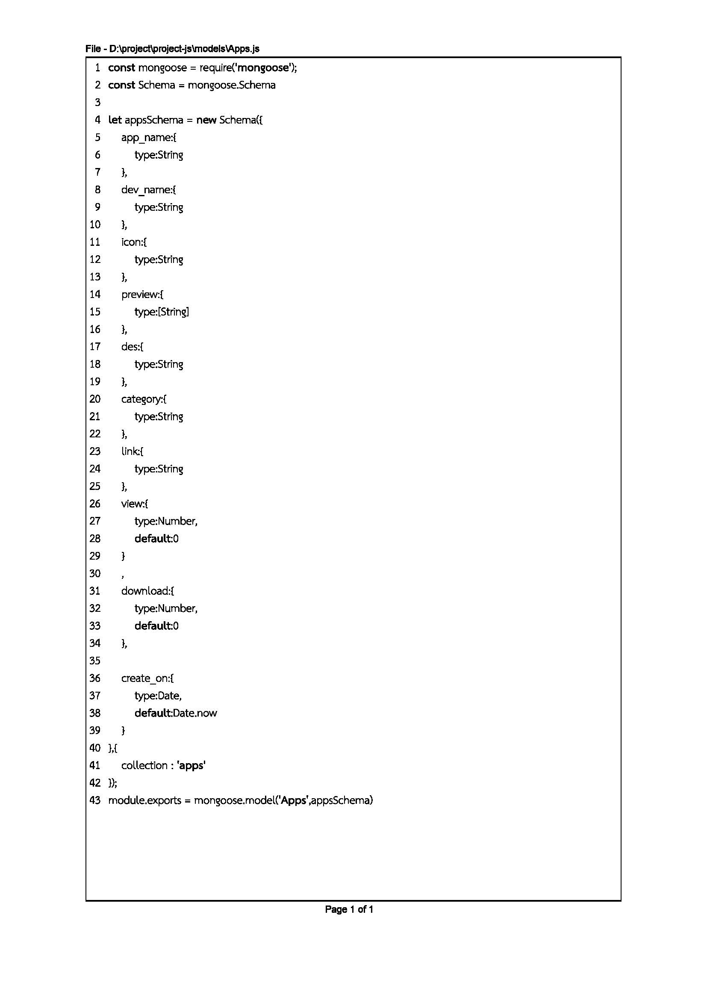 File - D:\project\project-js\models\Apps.js
1 const mongoose = require('mongoose');
2 const Schema = mongoose.Schema
3
4 let appsSchema = new Schema({
5     app_name:{
6         type:String
7     },
8     dev_name:{
9         type:String
10     },
11     icon:{
12         type:String
13     },
14     preview:{
15         type:[String]
16     },
17     des:{
18         type:String
19     },
20     category:{
21         type:String
22     },
23     link:{
24         type:String
25     },
26     view:{
27         type:Number,
28         default:0
29     }
30     ,
31     download:{
32         type:Number,
33         default:0
34     },
35
36     create_on:{
37         type:Date,
38         default:Date.now
39     }
40 },{
41     collection : 'apps'
42 });
43 module.exports = mongoose.model('Apps',appsSchema)
Page 1 of 1